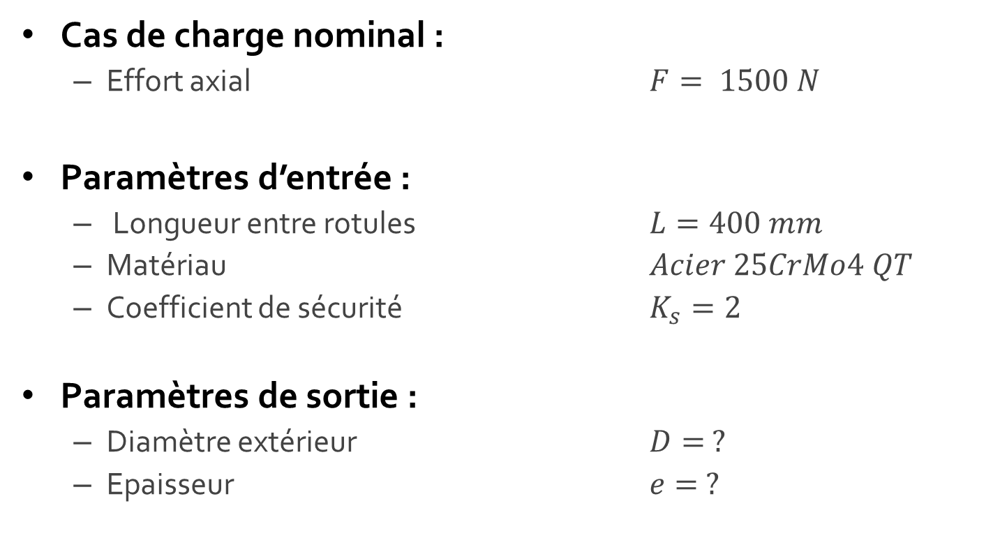 • Cas de charge nominal :
– Effort axial F = 1500 N
• Paramètres d’entrée :
– Longueur entre rotules L = 400 mm
– Matériau Acier 25CrMo4 QT
– Coefficient de sécurité Kₛ = 2
• Paramètres de sortie :
– Diamètre extérieur D = ?
– Epaisseur e = ?